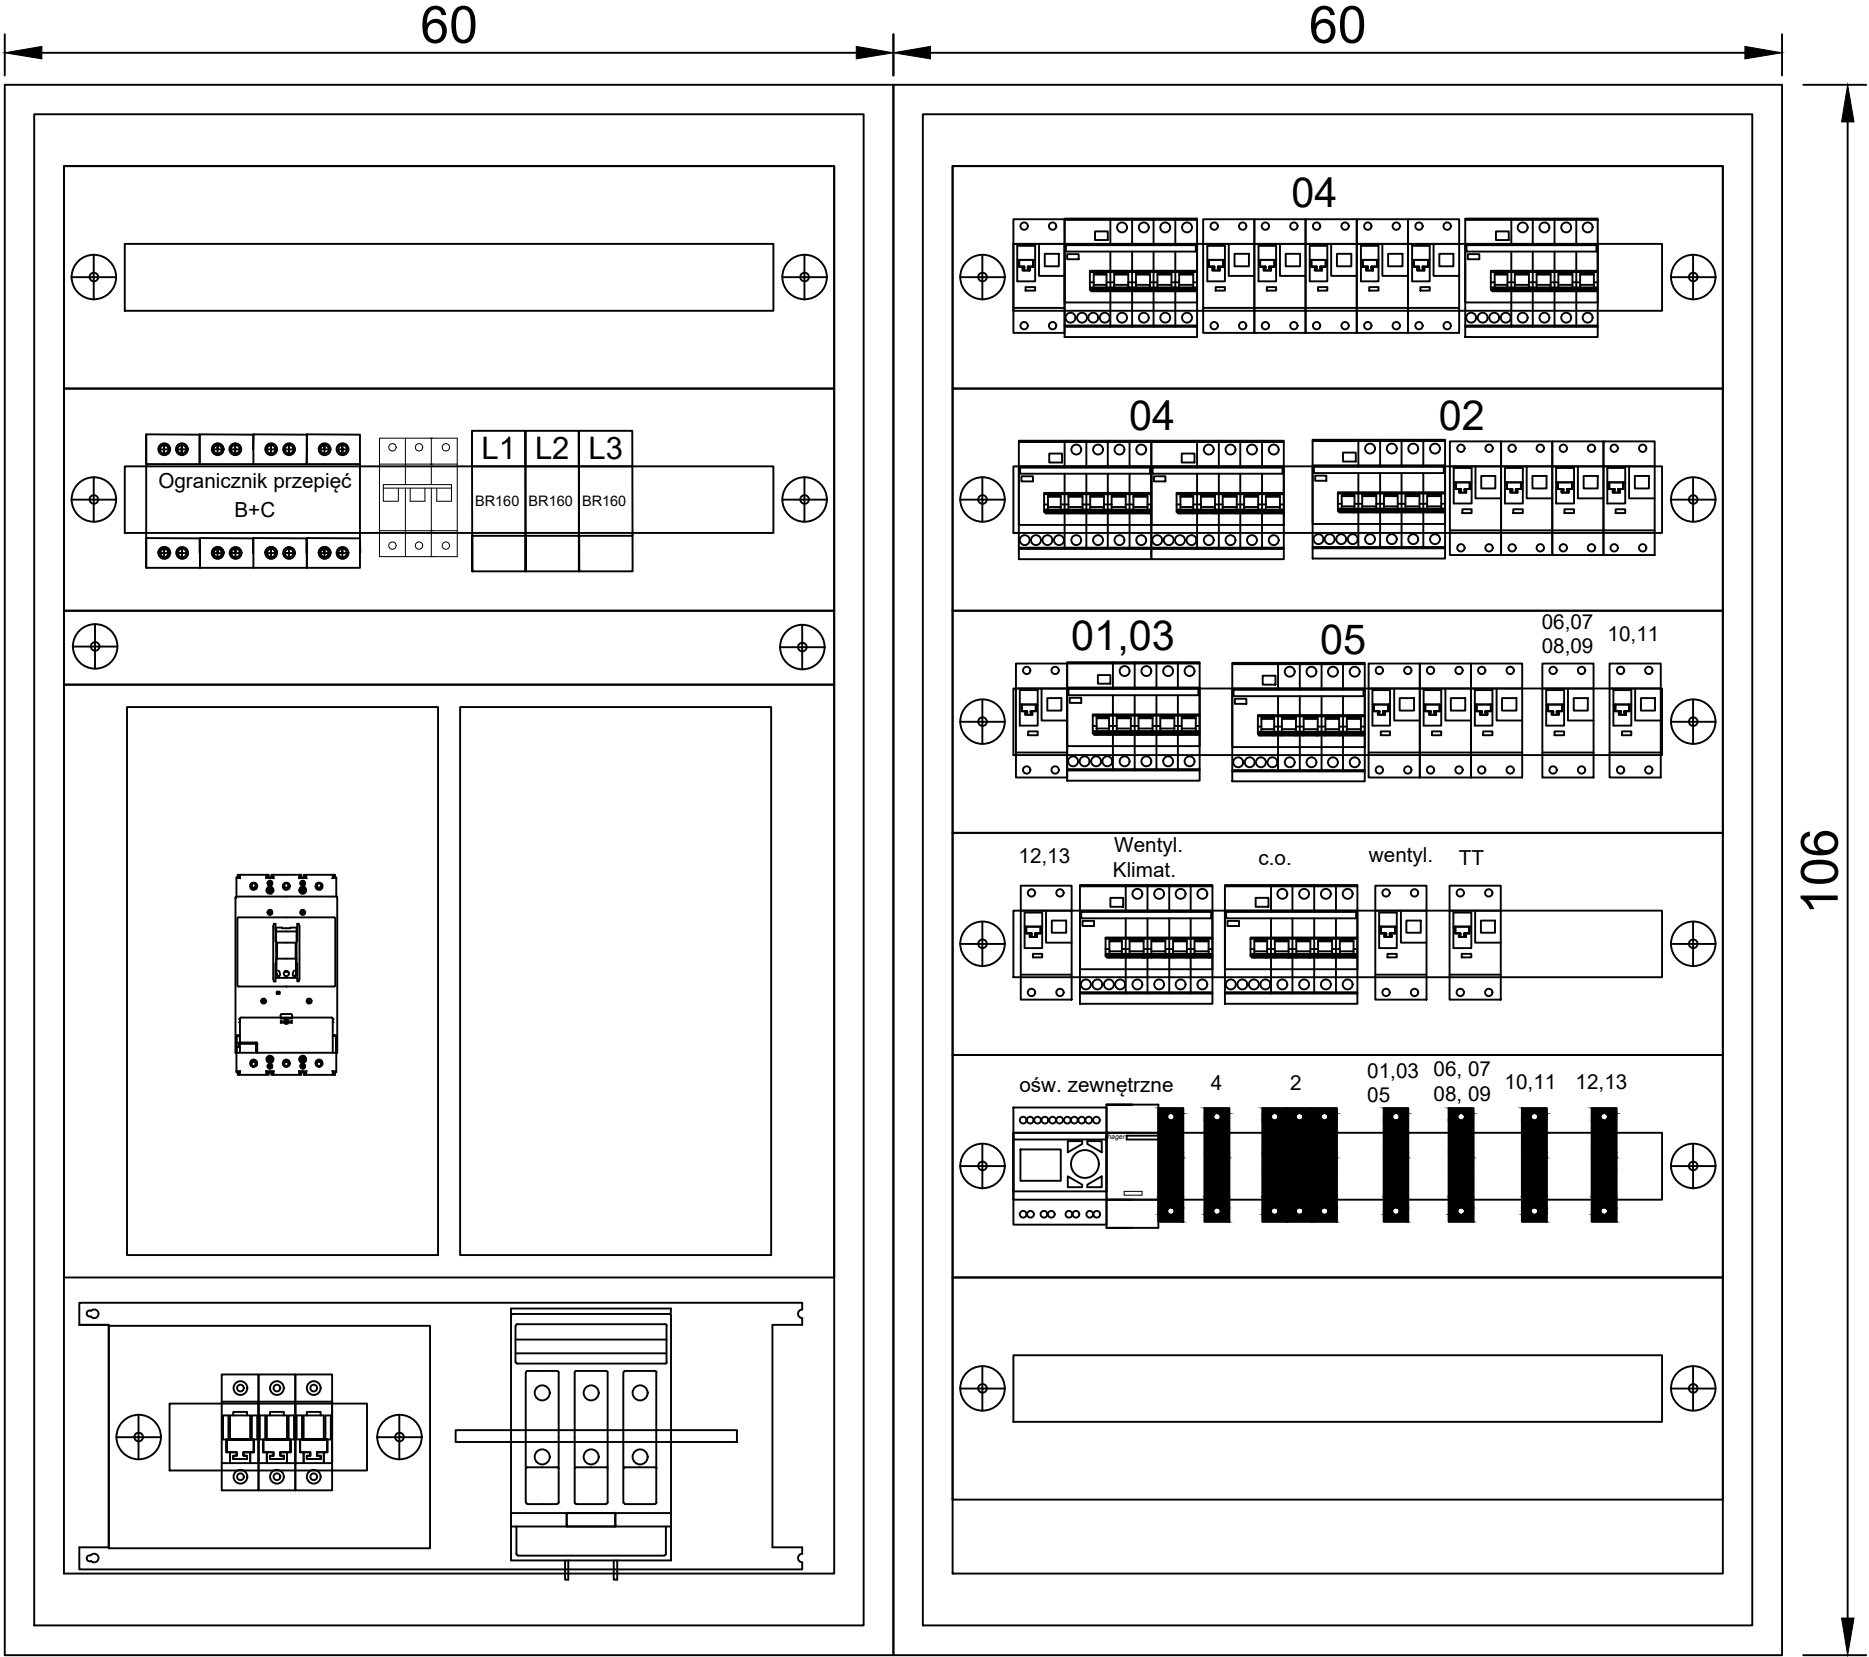 60
60
106
04
04
02
Ogranicznik przepięć
B+C
L1 L2 L3
BR160 BR160 BR160
01,03
05
06,07
08,09
10,11
12,13
Wentyl.
Klimat.
c.o.
wentyl.
TT
ośw. zewnętrzne
4
2
01,03
05
06, 07
08, 09
10,11
12,13
hager